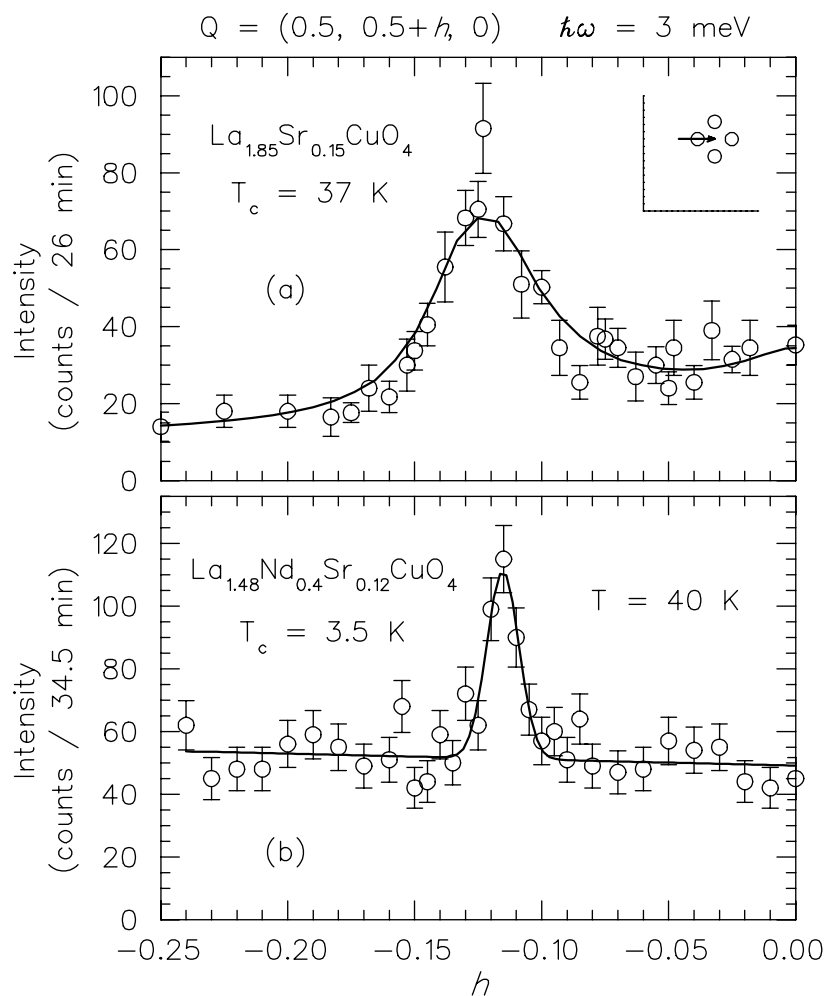 Q = (0.5, 0.5+h, 0)    ħω = 3 meV
100
80
60
40
20
0
Intensity
(counts / 26 min)
La1.85Sr0.15CuO4
Tc = 37 K
(a)
120
100
80
60
40
20
0
Intensity
(counts / 34.5 min)
La1.48Nd0.4Sr0.12CuO4
Tc = 3.5 K
T = 40 K
(b)
−0.25 −0.20 −0.15 −0.10 −0.05 0.00
h